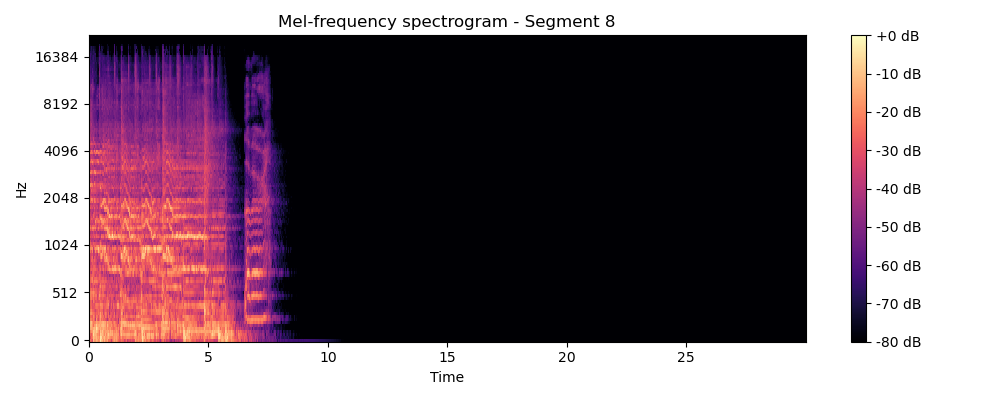 Mel-frequency spectrogram - Segment 8
16384
8192
4096
2048
1024
512
0
Hz
0
5
10
15
20
25
Time
+0 dB
-10 dB
-20 dB
-30 dB
-40 dB
-50 dB
-60 dB
-70 dB
-80 dB